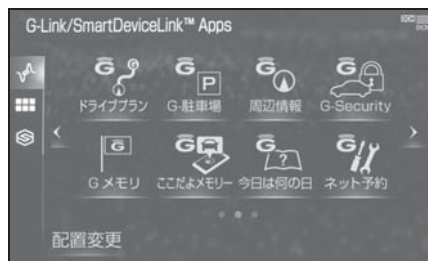 G-Link/SmartDeviceLink™ Apps
DCM
G G G G
P
ドライブプラン G-駐車場 周辺情報 G-Security
G G G G
?
Gメモリ ここだよメモリー 今日は何の日 ネット予約
配置変更